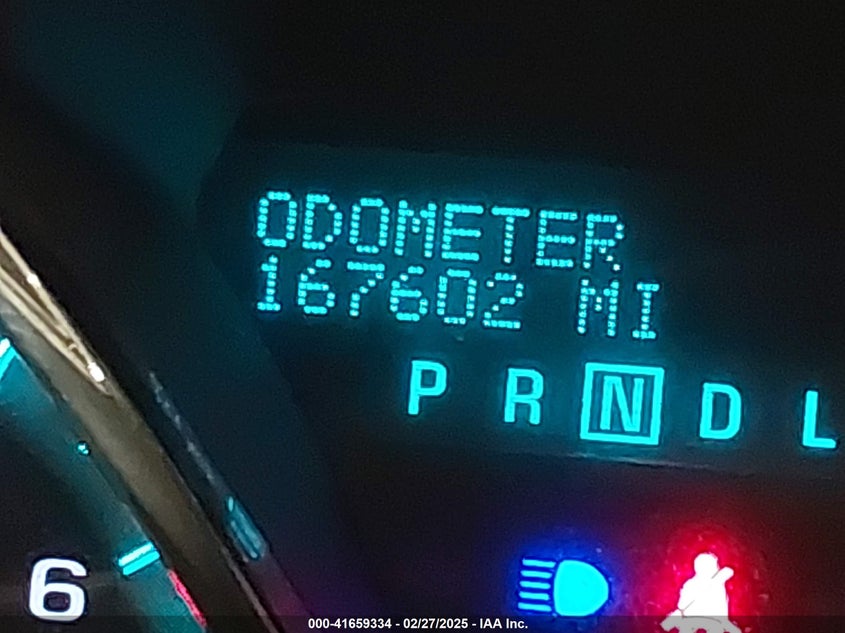 ODOMETER
167602 MI
P R N D L
6
000-41659334 - 02/27/2025 - IAA Inc.